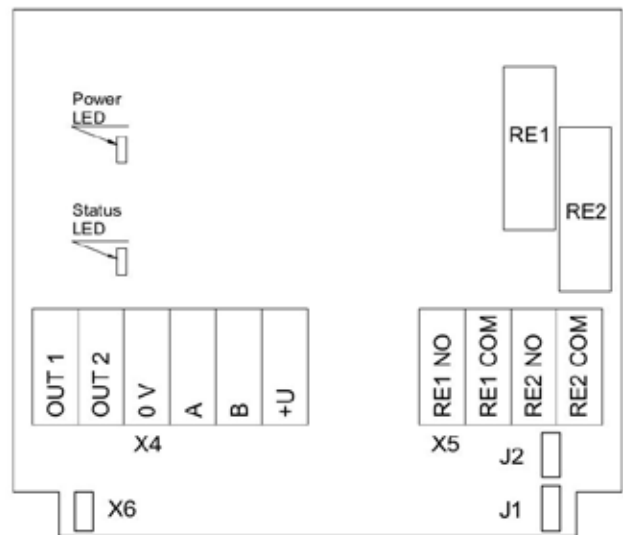 Power
LED
RE1
RE2
Status
LED
OUT 1
OUT 2
0 V
A
B
+U
RE1 NO
RE1 COM
RE2 NO
RE2 COM
X4
X5
J2
X6
J1